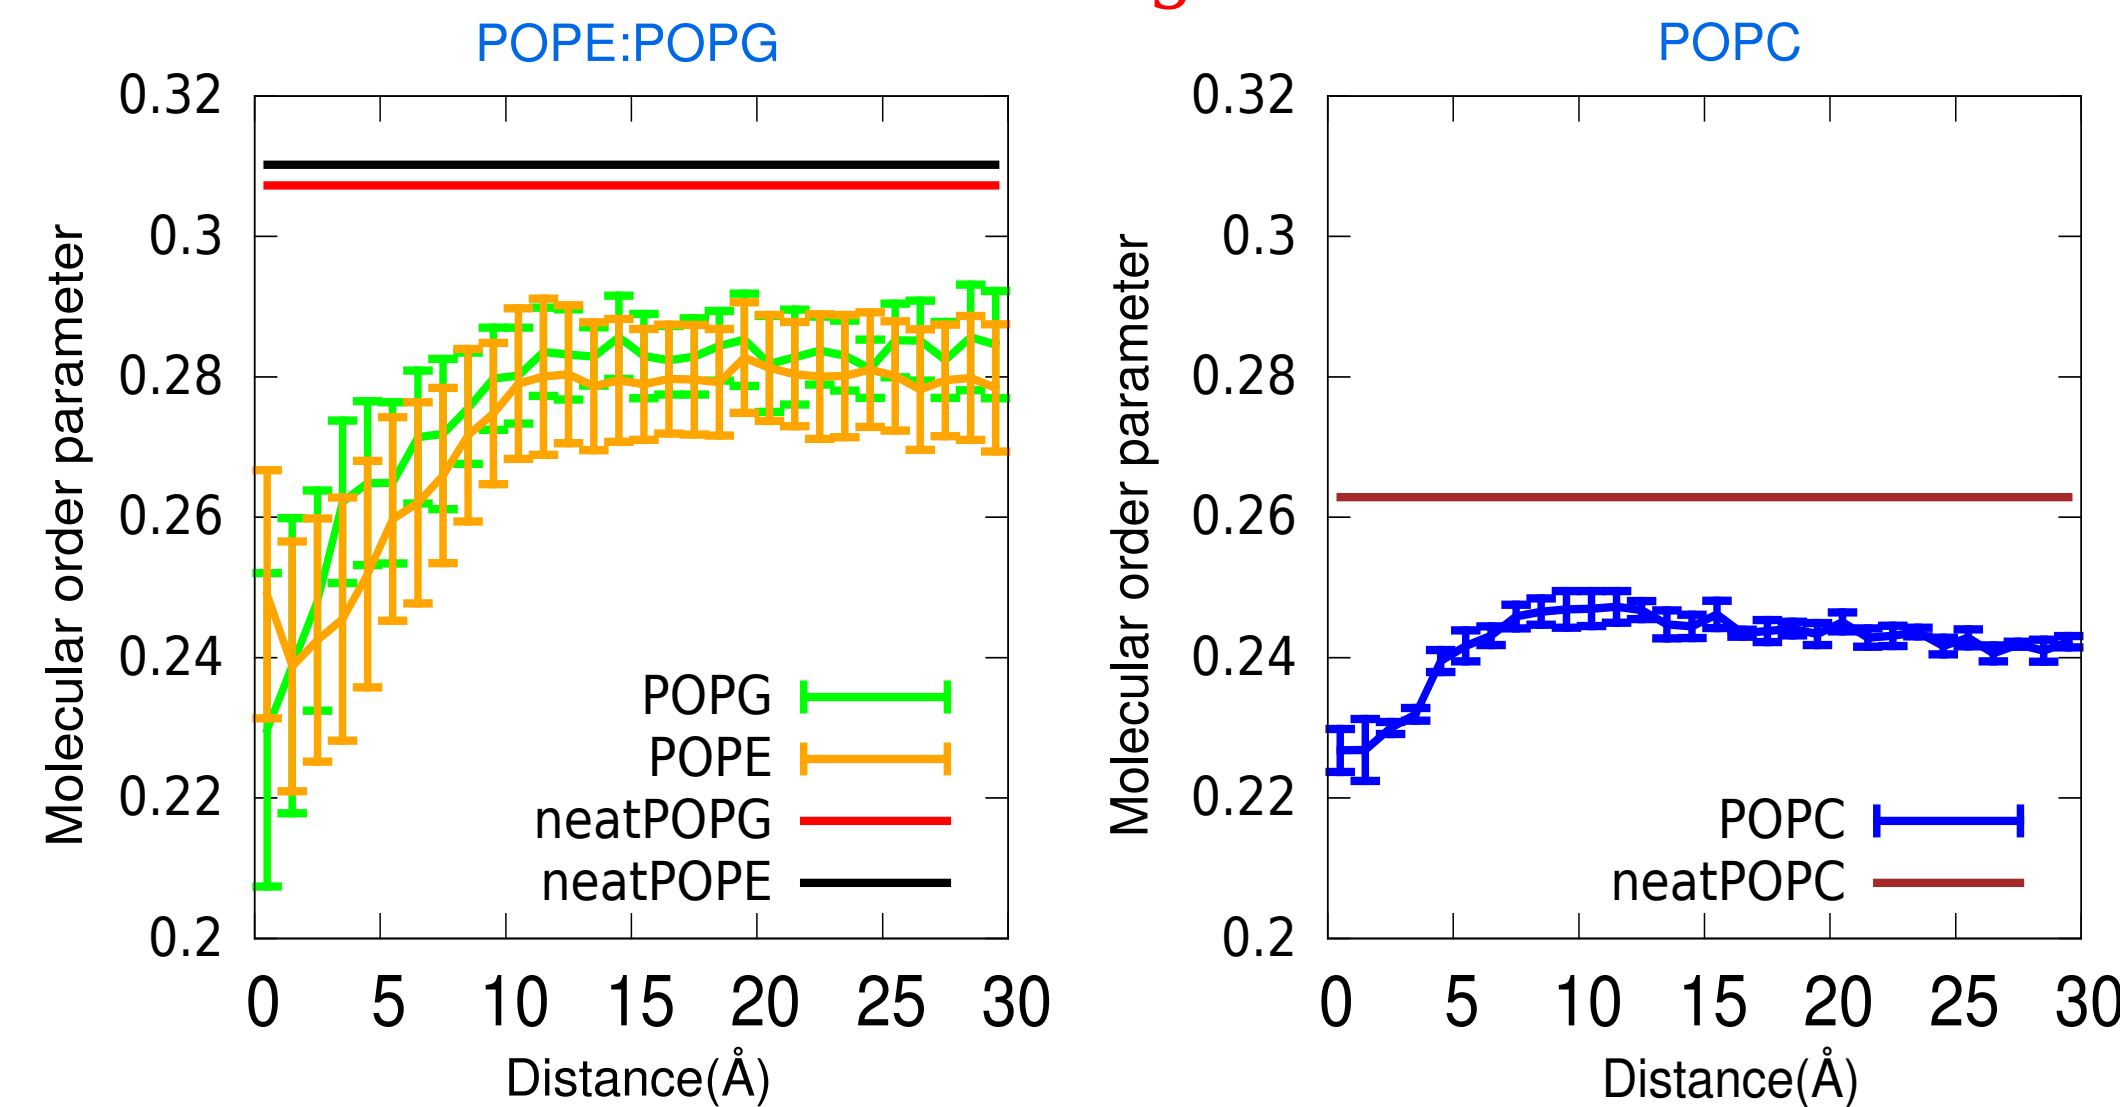 POPE:POPG
0.32
0.3
0.28
0.26
0.24
0.22
0.2
Molecular order parameter
POPG
POPE
neatPOPG
neatPOPE
0 5 10 15 20 25 30
Distance(Å)
POPC
0.32
0.3
0.28
0.26
0.24
0.22
0.2
Molecular order parameter
POPC
neatPOPC
0 5 10 15 20 25 30
Distance(Å)